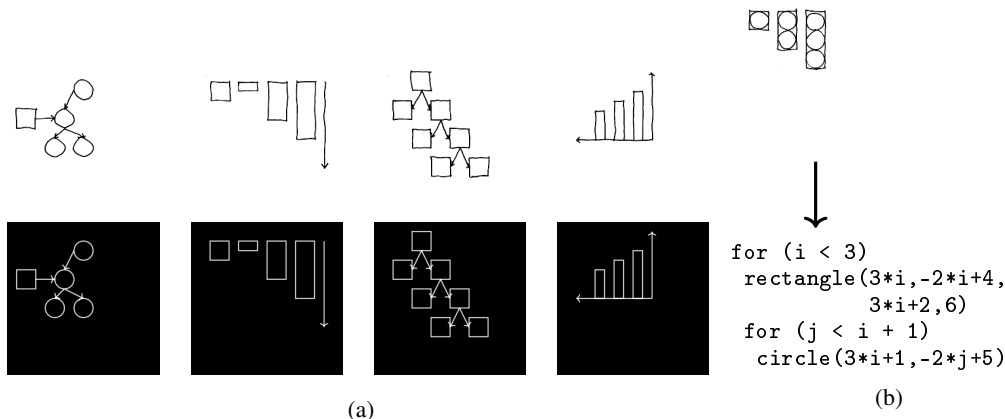 for (i < 3)
rectangle(3*i,-2*i+4,
3*i+2,6)
for (j < i + 1)
circle(3*i+1,-2*j+5)
(a)
(b)